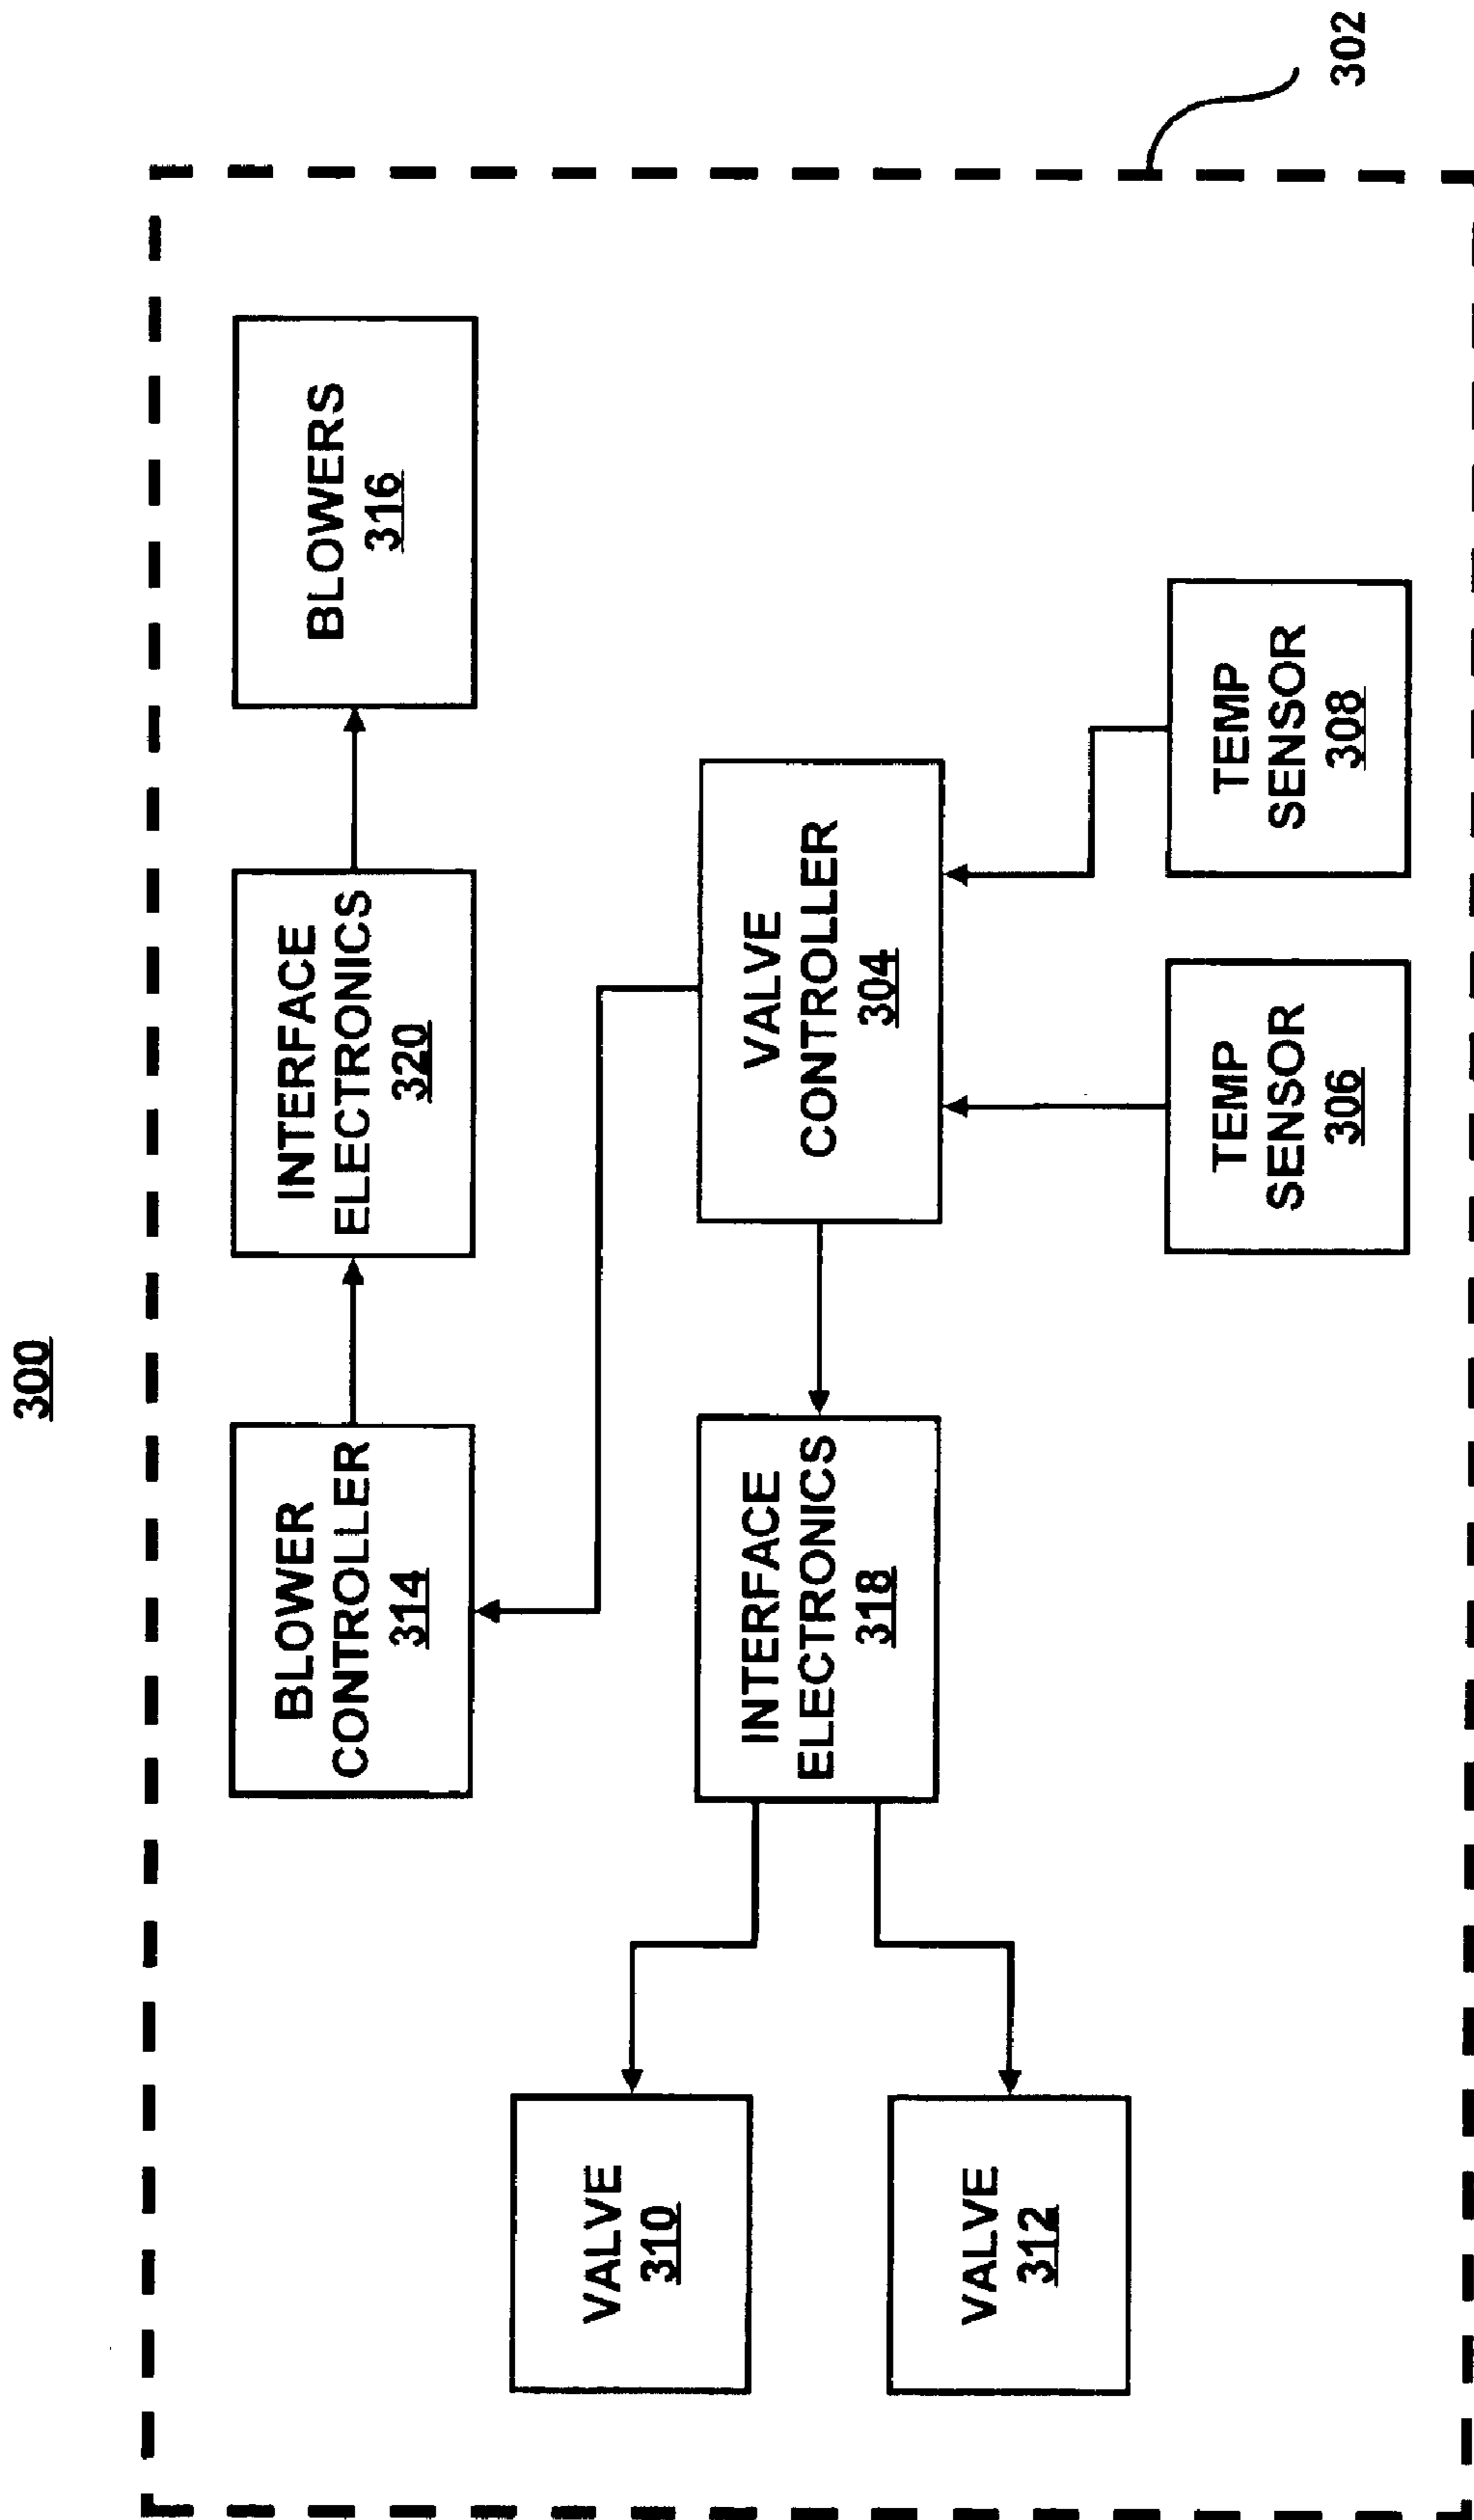 300
BLOWER
CONTROLLER
314
INTERFACE
ELECTRONICS
320
BLOWERS
316
VALVE
310
INTERFACE
ELECTRONICS
318
VALVE
CONTROLLER
304
VALVE
312
TEMP
SENSOR
306
TEMP
SENSOR
308
302